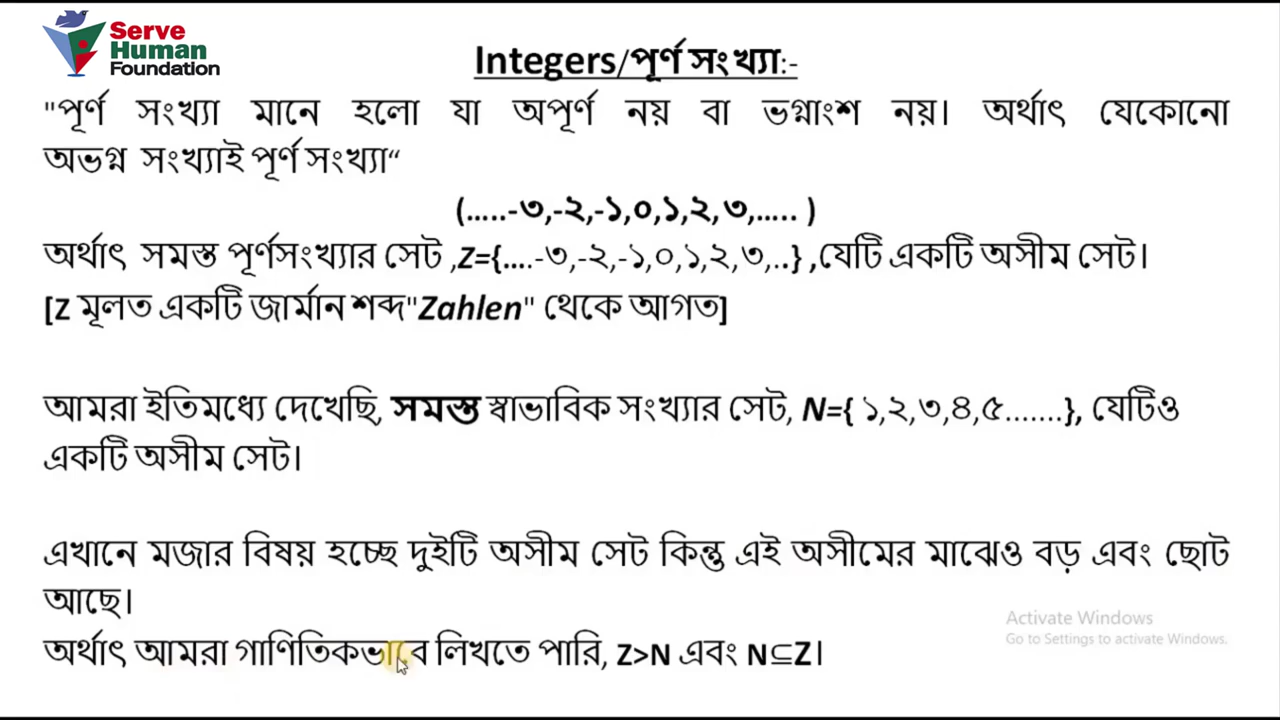 Serve
Human
Foundation
Integers/পূর্ণ সংখ্যা:-
"পূর্ণ সংখ্যা মানে হলো যা অপূর্ণ নয় বা ভগ্নাংশ নয়। অর্থাৎ যেকোনো
অভগ্ন সংখ্যাই পূর্ণ সংখ্যা“
(.....-৩,-২,-১,০,১,২,৩,..... )
অর্থাৎ সমস্ত পূর্ণসংখ্যার সেট ,Z={....-৩,-২,-১,০,১,২,৩,..} ,যেটি একটি অসীম সেট।
[Z মূলত একটি জার্মান শব্দ"Zahlen" থেকে আগত]
আমরা ইতিমধ্যে দেখেছি, সমস্ত স্বাভাবিক সংখ্যার সেট, N={ ১,২,৩,৪,৫.......}, যেটিও
একটি অসীম সেট।
এখানে মজার বিষয় হচ্ছে দুইটি অসীম সেট কিন্তু এই অসীমের মাঝেও বড় এবং ছোট
আছে।
অর্থাৎ আমরা গাণিতিকভাবে লিখতে পারি, Z>N এবং N⊆Z।
Activate Windows
Go to Settings to activate Windows.